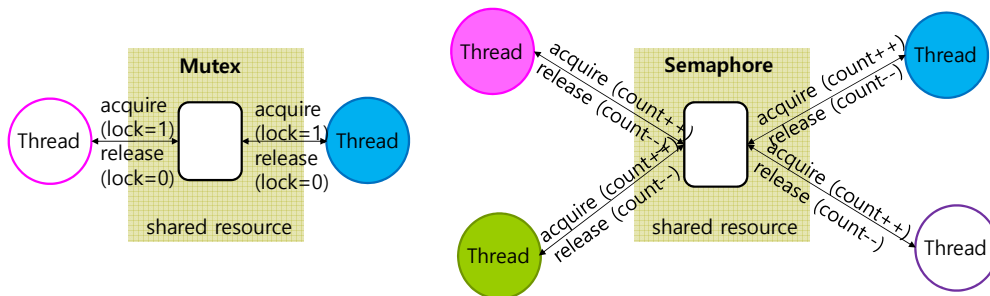 Mutex
Thread
acquire
(lock=1)
release
(lock=0)
acquire
(lock=1)
release
(lock=0)
Thread
shared resource
Semaphore
Thread
acquire (count++)
release (count--)
Thread
acquire (count++)
release (count--)
Thread
acquire (count++)
release (count--)
Thread
acquire (count++)
release (count--)
shared resource